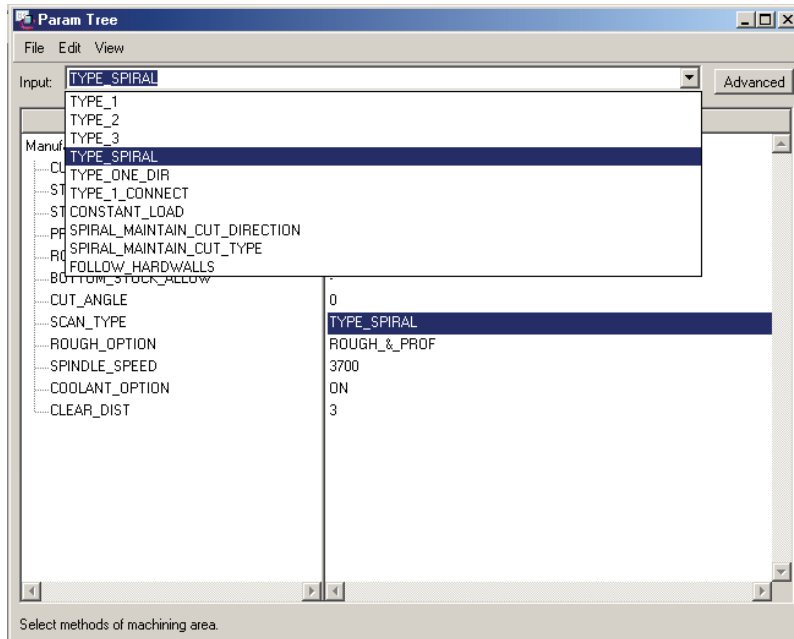 Param Tree
File Edit View
Input: TYPE_SPIRAL Advanced
TYPE_1
TYPE_2
TYPE_3
TYPE_SPIRAL
TYPE_ONE_DIR
TYPE_1_CONNECT
CONSTANT_LOAD
SPIRAL_MAINTAIN_CUT_DIRECTION
SPIRAL_MAINTAIN_CUT_TYPE
FOLLOW_HARDWALLS
BOTTOM_STOCK_ALLOW -
CUT_ANGLE 0
SCAN_TYPE TYPE_SPIRAL
ROUGH_OPTION ROUGH_&_PROF
SPINDLE_SPEED 3700
COOLANT_OPTION ON
CLEAR_DIST 3
Select methods of machining area.